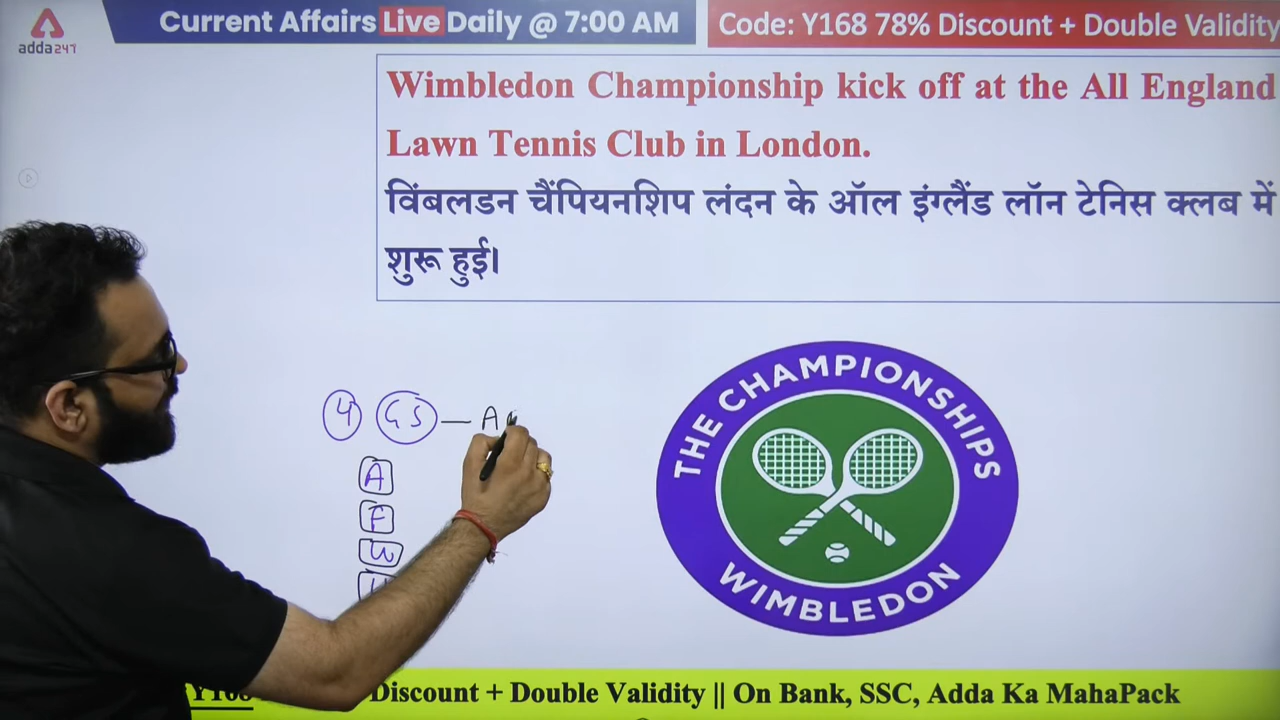 Current Affairs Live Daily @ 7:00 AM
Code: Y168 78% Discount + Double Validity
adda247
Wimbledon Championship kick off at the All England
Lawn Tennis Club in London.
विंबलडन चैंपियनशिप लंदन के ऑल इंग्लैंड लॉन टेनिस क्लब में
शुरू हुई।
THE CHAMPIONSHIPS
WIMBLEDON
4 GS — A
A
F
W
Discount + Double Validity || On Bank, SSC, Adda Ka MahaPack